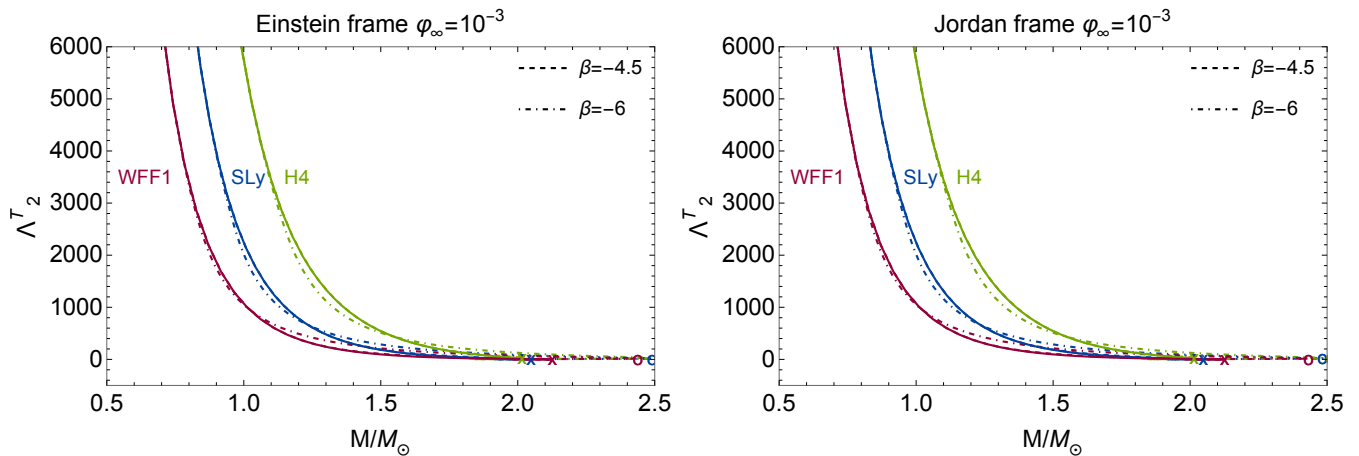 Einstein frame φ∞=10⁻³
6000
5000
4000
3000
2000
1000
0
Λ₂ᵀ
β=−4.5
β=−6
WFF1
SLy
H4
x
x
x
o
o
0.5
1.0
1.5
2.0
2.5
M/M⊙
Jordan frame φ∞=10⁻³
6000
5000
4000
3000
2000
1000
0
Λ₂ᵀ
β=−4.5
β=−6
WFF1
SLy
H4
x
x
x
o
o
0.5
1.0
1.5
2.0
2.5
M/M⊙